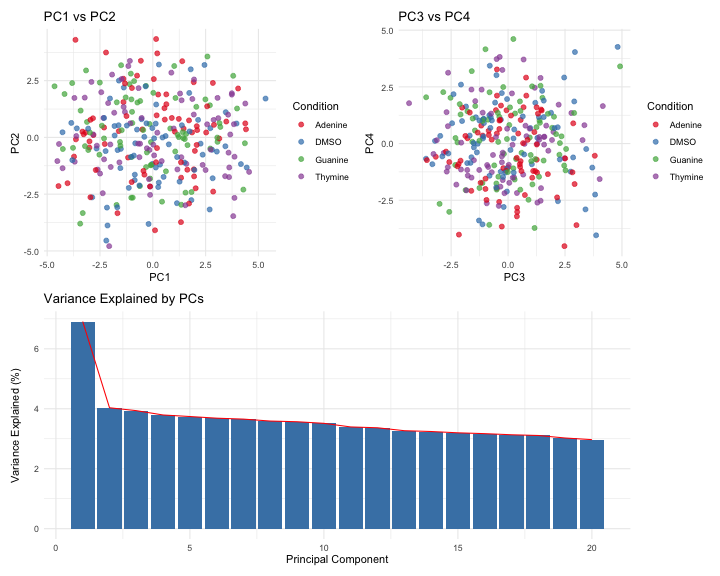 PC1 vs PC2
5.0
2.5
0.0
-2.5
-5.0
PC2
-5.0 -2.5 0.0 2.5 5.0
PC1
Condition
Adenine
DMSO
Guanine
Thymine
PC3 vs PC4
5.0
2.5
0.0
-2.5
PC4
-2.5 0.0 2.5 5.0
PC3
Condition
Adenine
DMSO
Guanine
Thymine
Variance Explained by PCs
6
4
2
0
Variance Explained (%)
0 5 10 15 20
Principal Component